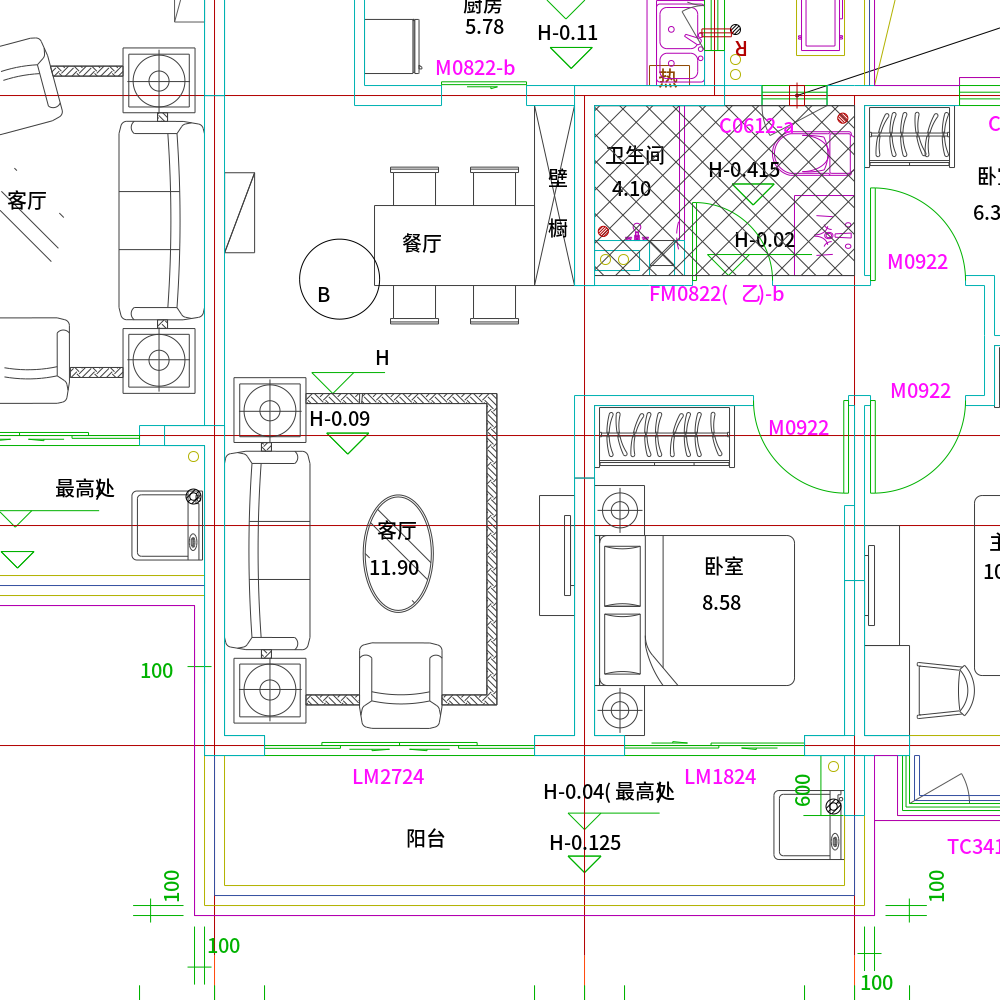 厨房
5.78
H-0.11
M0822-b
R
热
C0612-a
卫生间
4.10
H-0.415
H-0.02
FM0822(乙)-b
壁
橱
餐厅
B
H
H-0.09
客厅
客厅
11.90
M0922
M0922
M0922
卧室
8.58
最高处
100
LM2724
LM1824
H-0.04(最高处
600
阳台
H-0.125
100
100
100
100
6.3
10
TC341